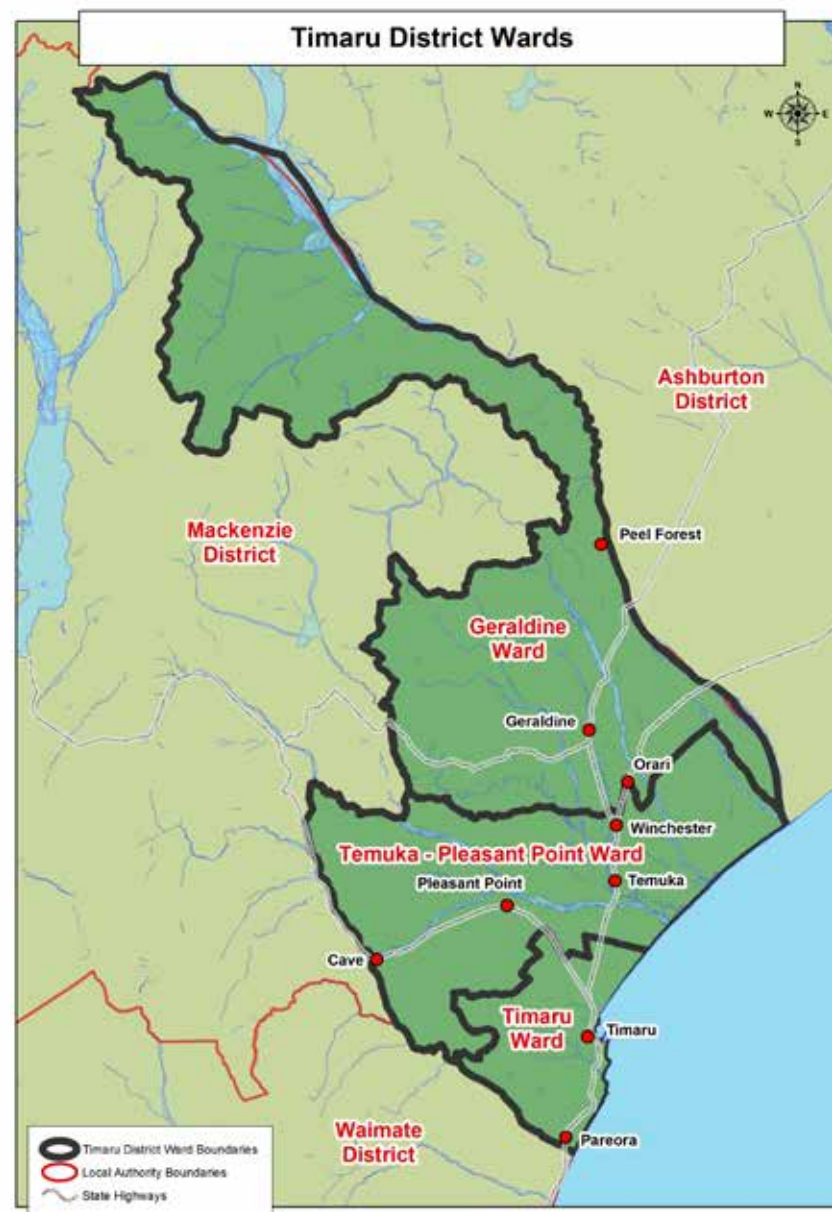 Timaru District Wards
N
W
E
S
Ashburton
District
Mackenzie
District
Peel Forest
Geraldine
Ward
Geraldine
Orari
Winchester
Temuka - Pleasant Point Ward
Temuka
Pleasant Point
Cave
Timaru
Ward
Timaru
Waimate
District
Pareora
Timaru District Ward Boundaries
Local Authority Boundaries
State Highways